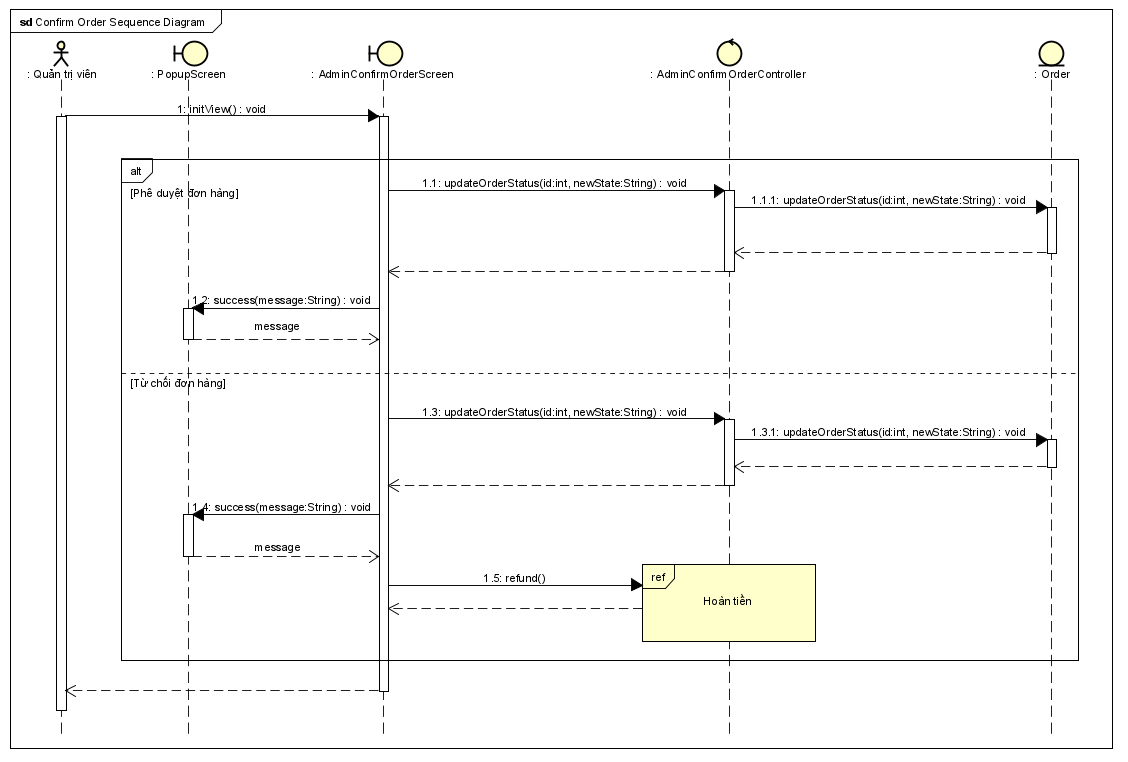 sd Confirm Order Sequence Diagram
: Quản trị viên
: PopupScreen
: AdminConfirmOrderScreen
: AdminConfirmOrderController
: Order
1: initView() : void
alt
[Phê duyệt đơn hàng]
1.1: updateOrderStatus(id:int, newState:String) : void
1.1.1: updateOrderStatus(id:int, newState:String) : void
1.2: success(message:String) : void
message
[Từ chối đơn hàng]
1.3: updateOrderStatus(id:int, newState:String) : void
1.3.1: updateOrderStatus(id:int, newState:String) : void
1.4: success(message:String) : void
message
1.5: refund()
ref
Hoàn tiền